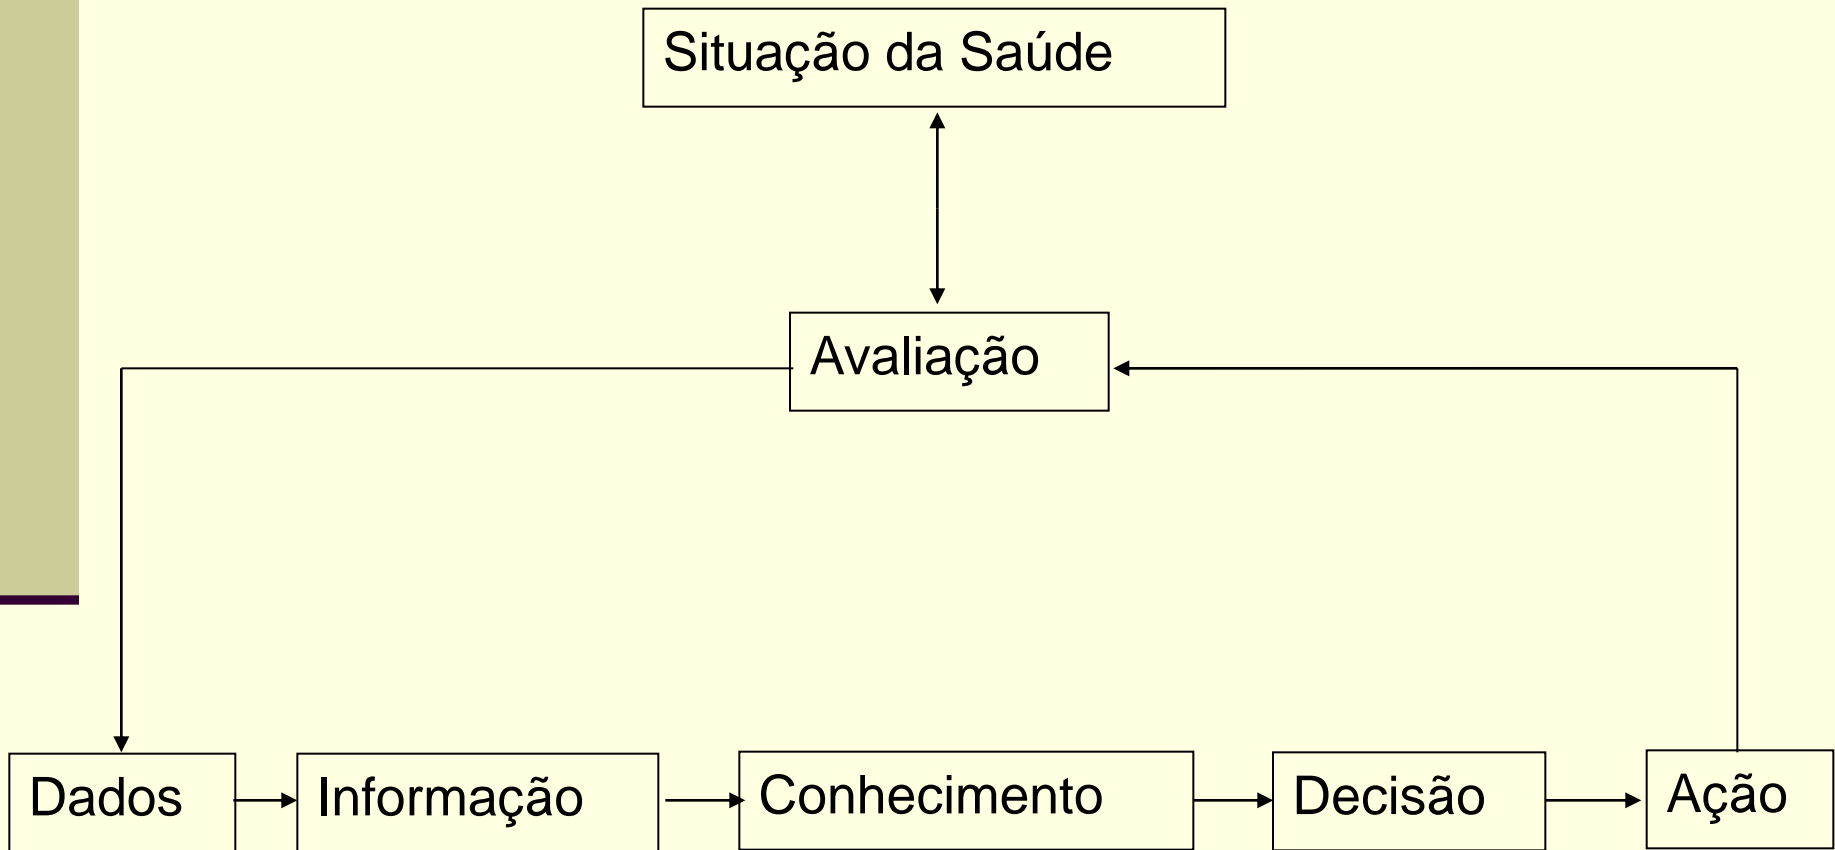 Situação da Saúde
Avaliação
Dados
Informação
Conhecimento
Decisão
Ação